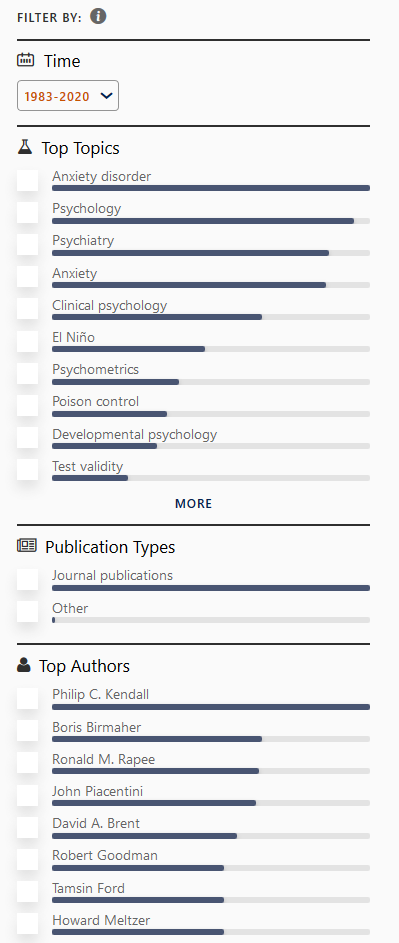 FILTER BY:
Time
1983-2020
Top Topics
Anxiety disorder
Psychology
Psychiatry
Anxiety
Clinical psychology
El Niño
Psychometrics
Poison control
Developmental psychology
Test validity
MORE
Publication Types
Journal publications
Other
Top Authors
Philip C. Kendall
Boris Birmaher
Ronald M. Rapee
John Piacentini
David A. Brent
Robert Goodman
Tamsin Ford
Howard Meltzer